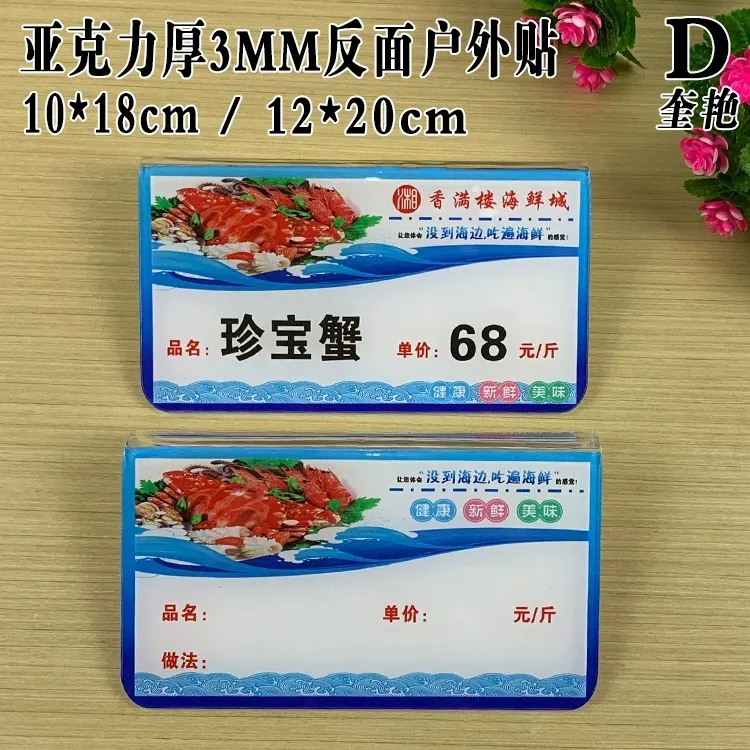 亚克力厚3MM反面户外贴
10*18cm / 12*20cm
D
奎艳
湘 香满楼海鲜城
让您体会"没到海边,吃遍海鲜"的感觉!
品名: 珍宝蟹 单价: 68 元/斤
健康 新鲜 美味
让您体会"没到海边,吃遍海鲜"的感觉!
健康 新鲜 美味
品名: 单价: 元/斤
做法: